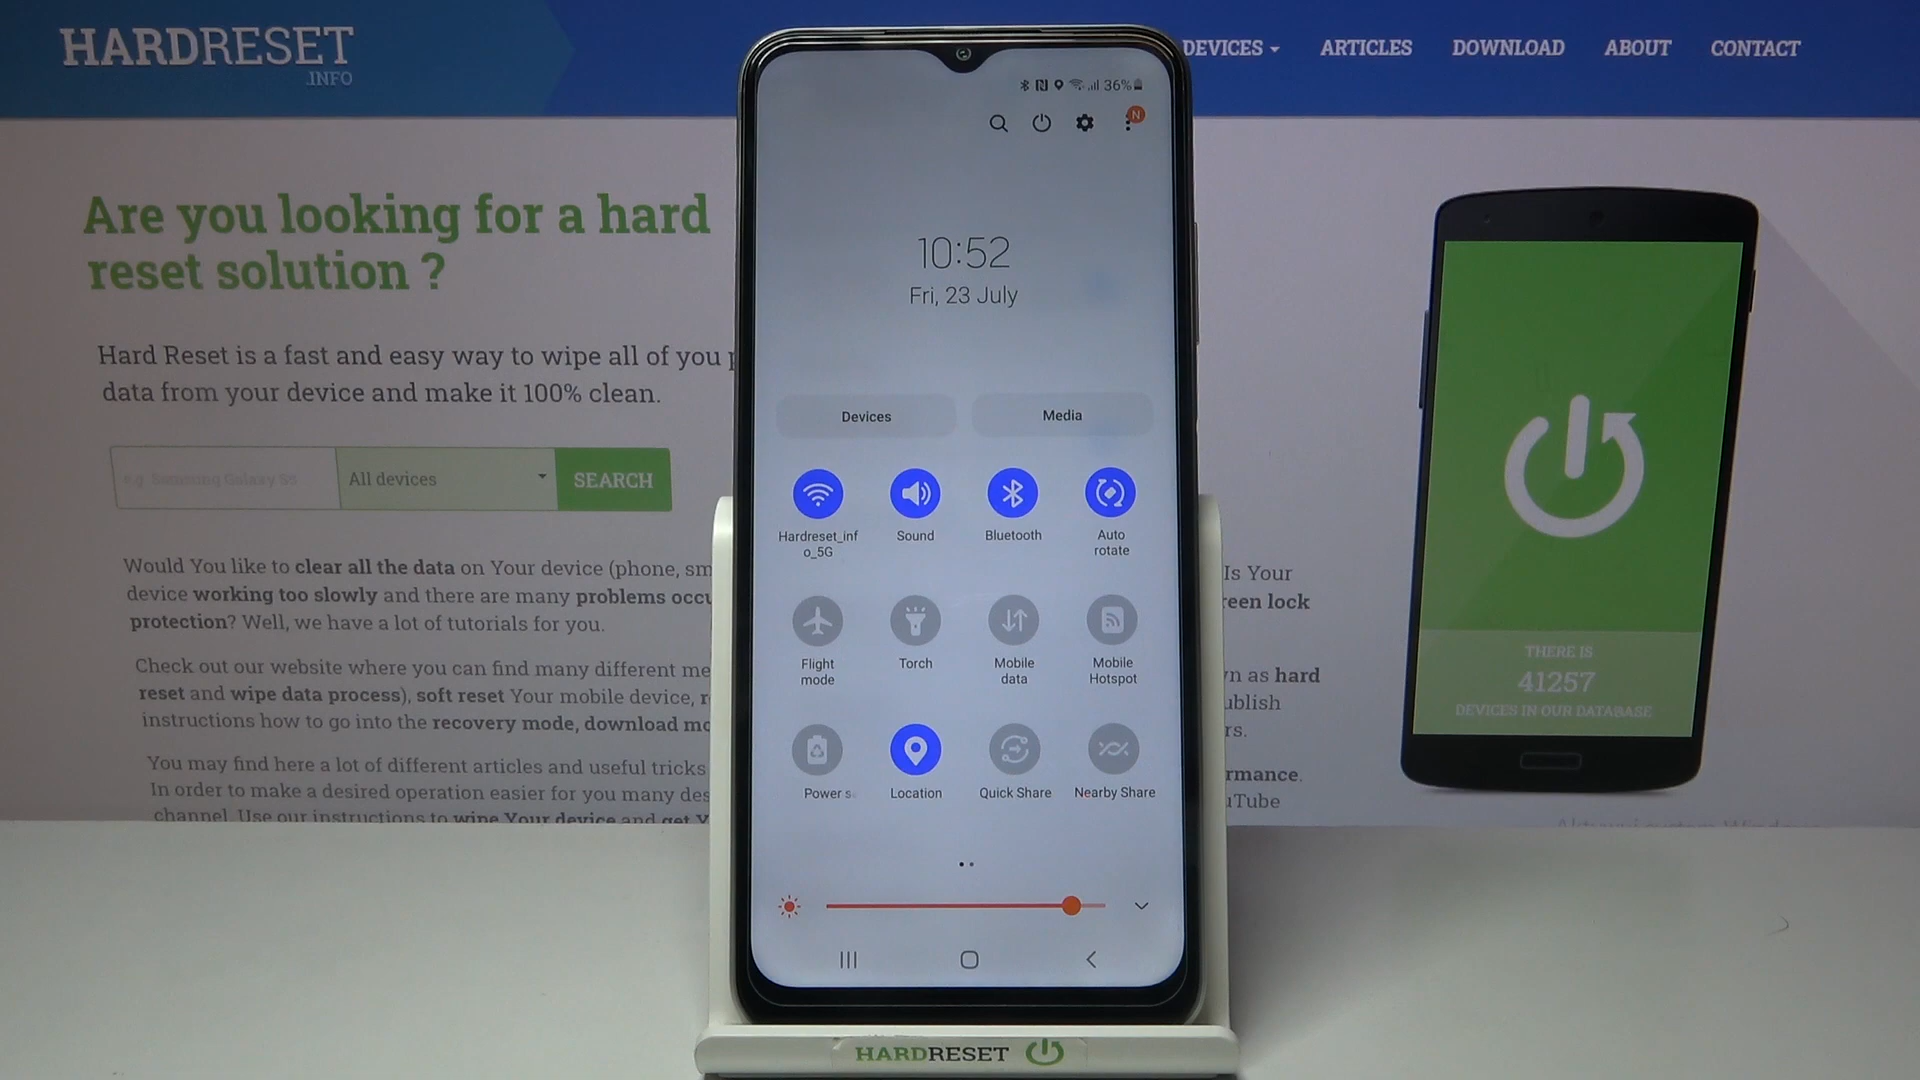 HARDRESET
.INFO
DEVICES
ARTICLES
DOWNLOAD
ABOUT
CONTACT
Are you looking for a hard
reset solution ?
Hard Reset is a fast and easy way to wipe all of you
data from your device and make it 100% clean.
e.g. Samsung Galaxy S5
All devices
SEARCH
Would You like to clear all the data on Your device (phone, sm
device working too slowly and there are many problems occu
protection? Well, we have a lot of tutorials for you.
Check out our website where you can find many different me
reset and wipe data process), soft reset Your mobile device, r
instructions how to go into the recovery mode, download mo
You may find here a lot of different articles and useful tricks
In order to make a desired operation easier for you many des
channel. Use our instructions to wipe Your device and get Y
36%
N
10:52
Fri, 23 July
Devices
Media
Hardreset_inf
o_5G
Sound
Bluetooth
Auto
rotate
Flight
mode
Torch
Mobile
data
Mobile
Hotspot
Power s
Location
Quick Share
Nearby Share
HARDRESET
Is Your
een lock
n as hard
ublish
rs.
rmance.
uTube
THERE IS
41257
DEVICES IN OUR DATABASE